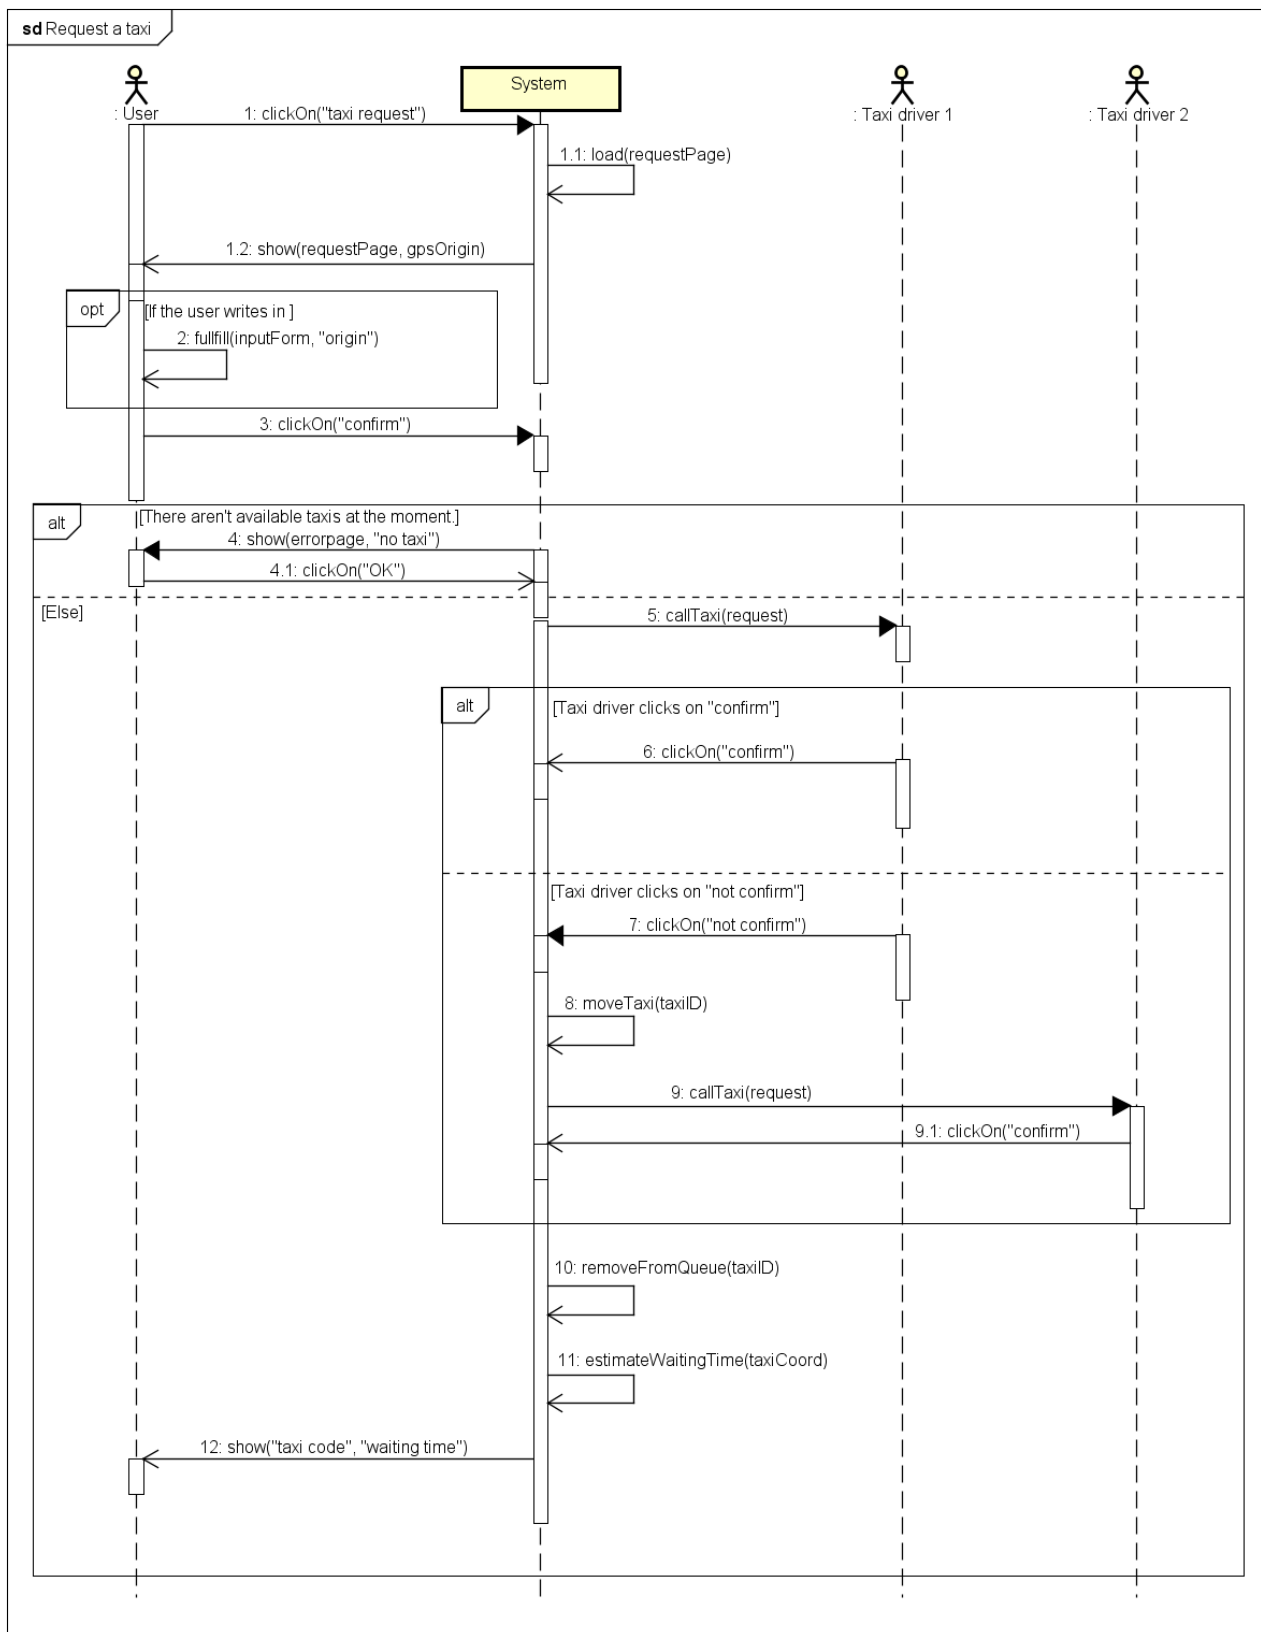 sd Request a taxi
: User
System
: Taxi driver 1
: Taxi driver 2
1: clickOn("taxi request")
1.1: load(requestPage)
1.2: show(requestPage, gpsOrigin)
opt
[If the user writes in ]
2: fullfill(inputForm, "origin")
3: clickOn("confirm")
alt
[There aren't available taxis at the moment.]
4: show(errorpage, "no taxi")
4.1: clickOn("OK")
[Else]
5: callTaxi(request)
alt
[Taxi driver clicks on "confirm"]
6: clickOn("confirm")
[Taxi driver clicks on "not confirm"]
7: clickOn("not confirm")
8: moveTaxi(taxiID)
9: callTaxi(request)
9.1: clickOn("confirm")
10: removeFromQueue(taxiID)
11: estimateWaitingTime(taxiCoord)
12: show("taxi code", "waiting time")